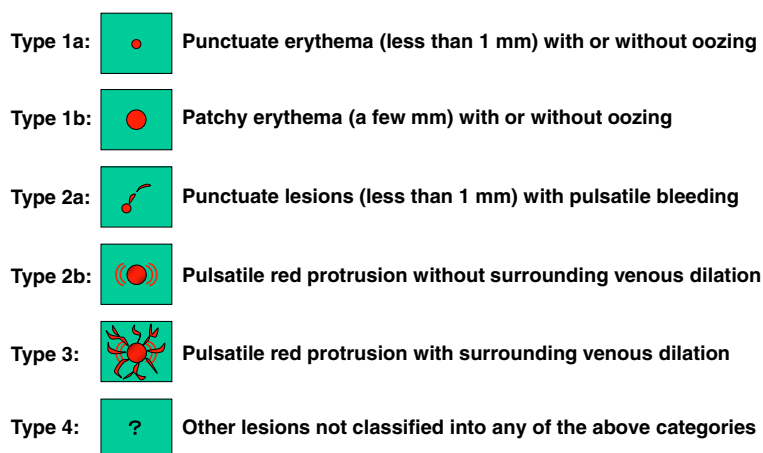 Type 1a: Punctuate erythema (less than 1 mm) with or without oozing
Type 1b: Patchy erythema (a few mm) with or without oozing
Type 2a: Punctuate lesions (less than 1 mm) with pulsatile bleeding
Type 2b: Pulsatile red protrusion without surrounding venous dilation
Type 3: Pulsatile red protrusion with surrounding venous dilation
Type 4: ? Other lesions not classified into any of the above categories